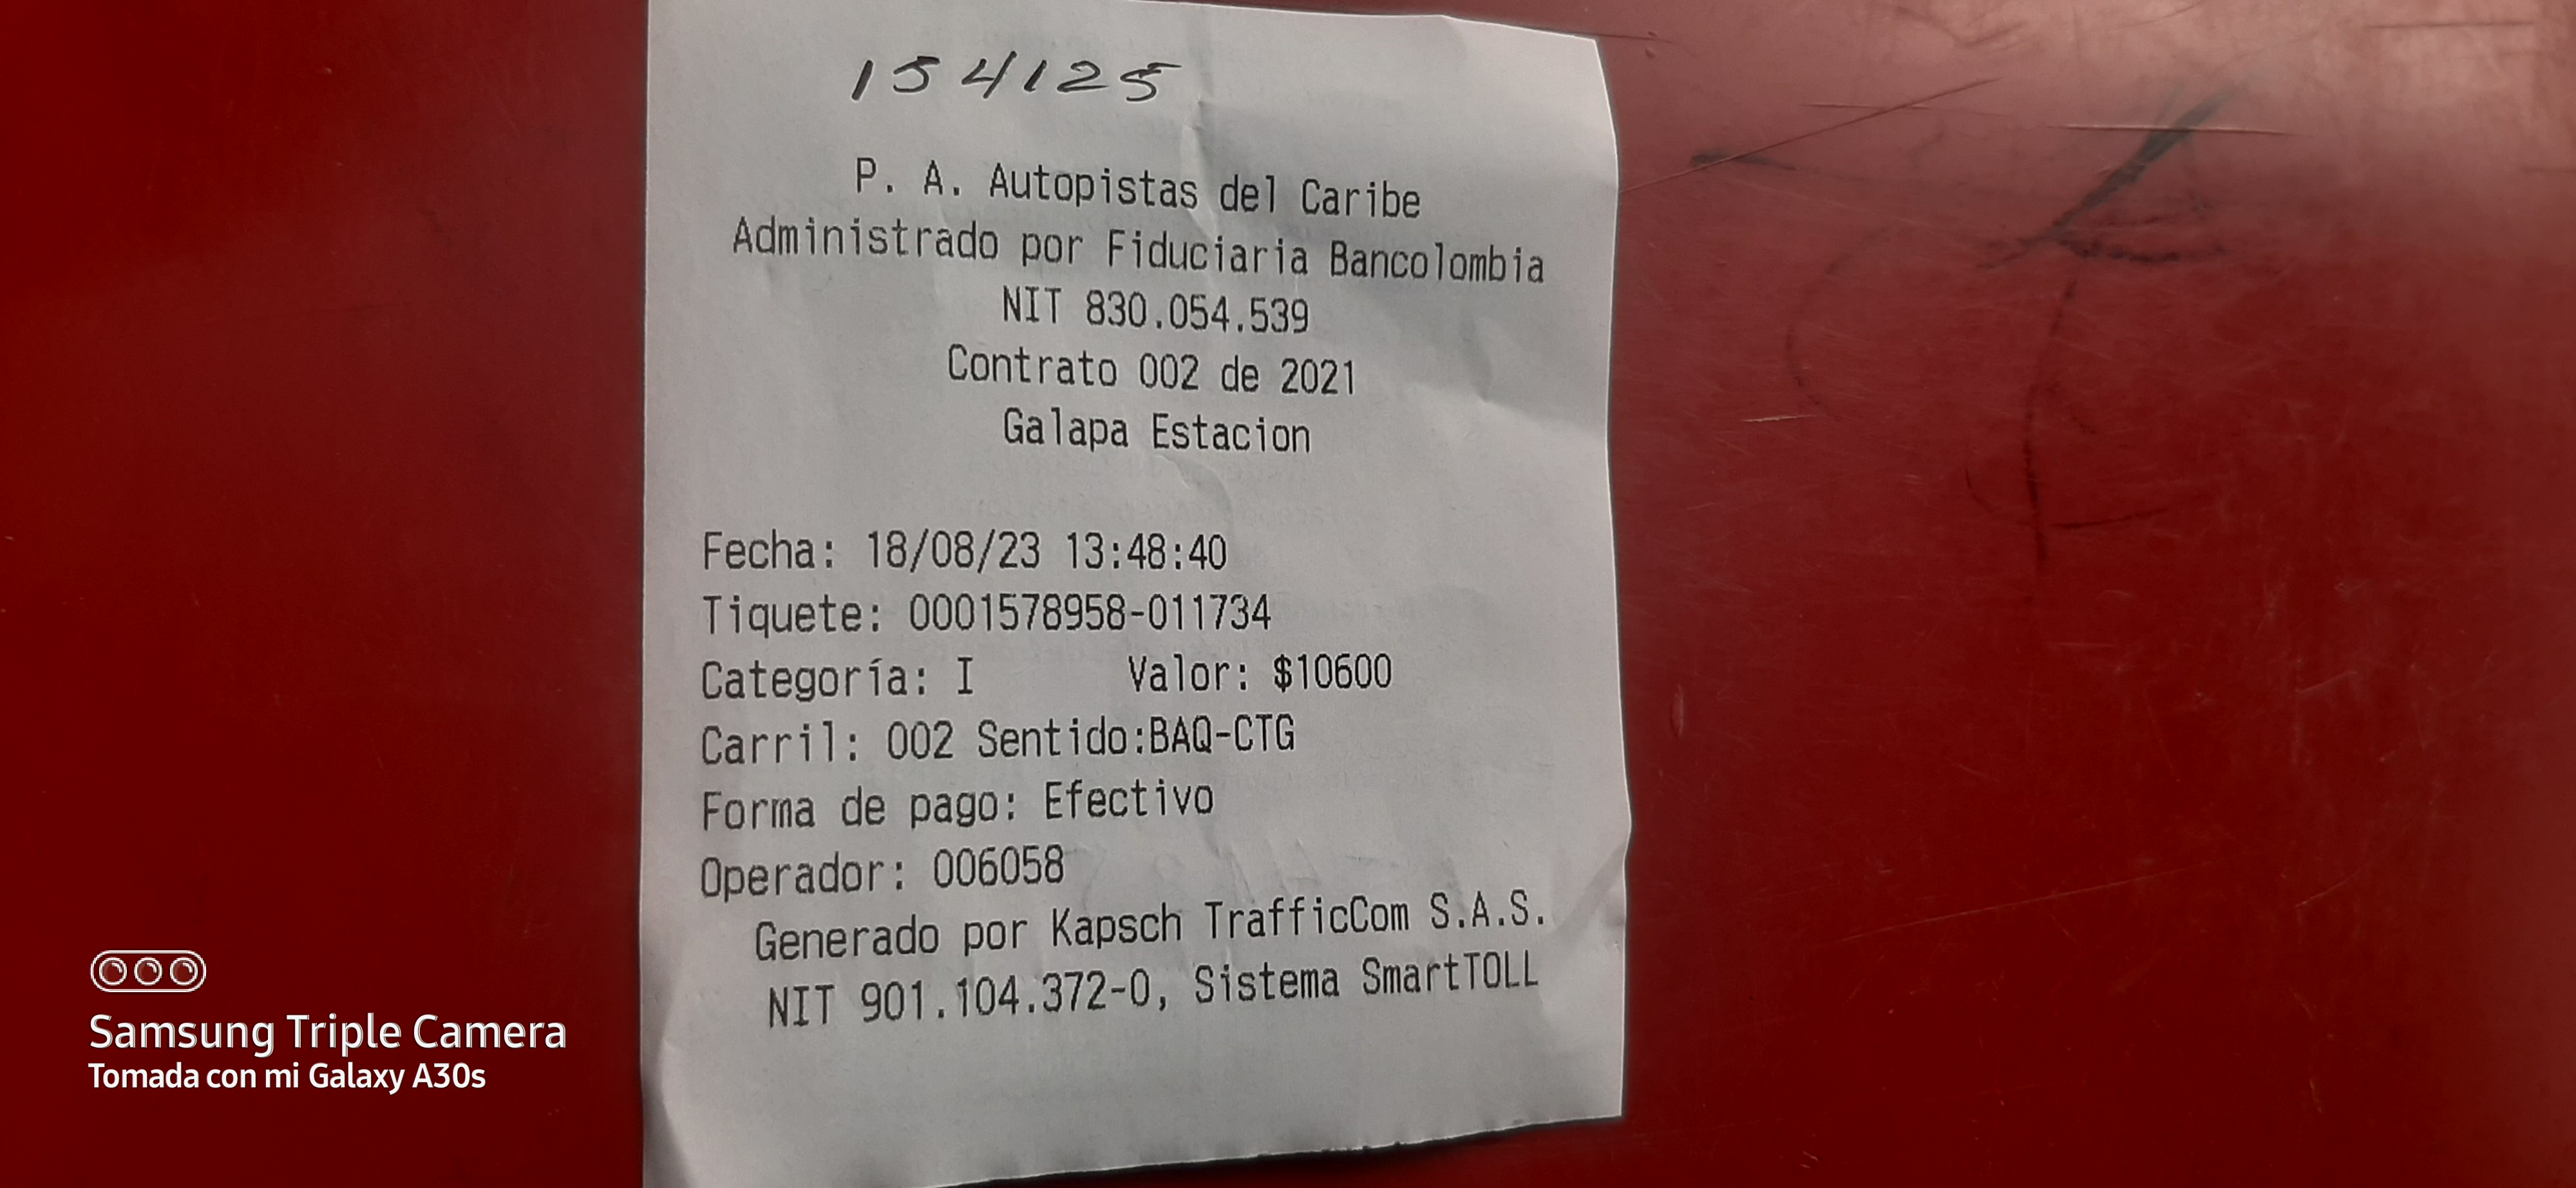 154125
P. A. Autopistas del Caribe
Administrado por Fiduciaria Bancolombia
NIT 830.054.539
Contrato 002 de 2021
Galapa Estacion
Fecha: 18/08/23 13:48:40
Tiquete: 0001578958-011734
Categoría: I Valor: $10600
Carril: 002 Sentido:BAQ-CTG
Forma de pago: Efectivo
Operador: 006058
Generado por Kapsch TrafficCom S.A.S.
NIT 901.104.372-0, Sistema SmartTOLL
Samsung Triple Camera
Tomada con mi Galaxy A30s